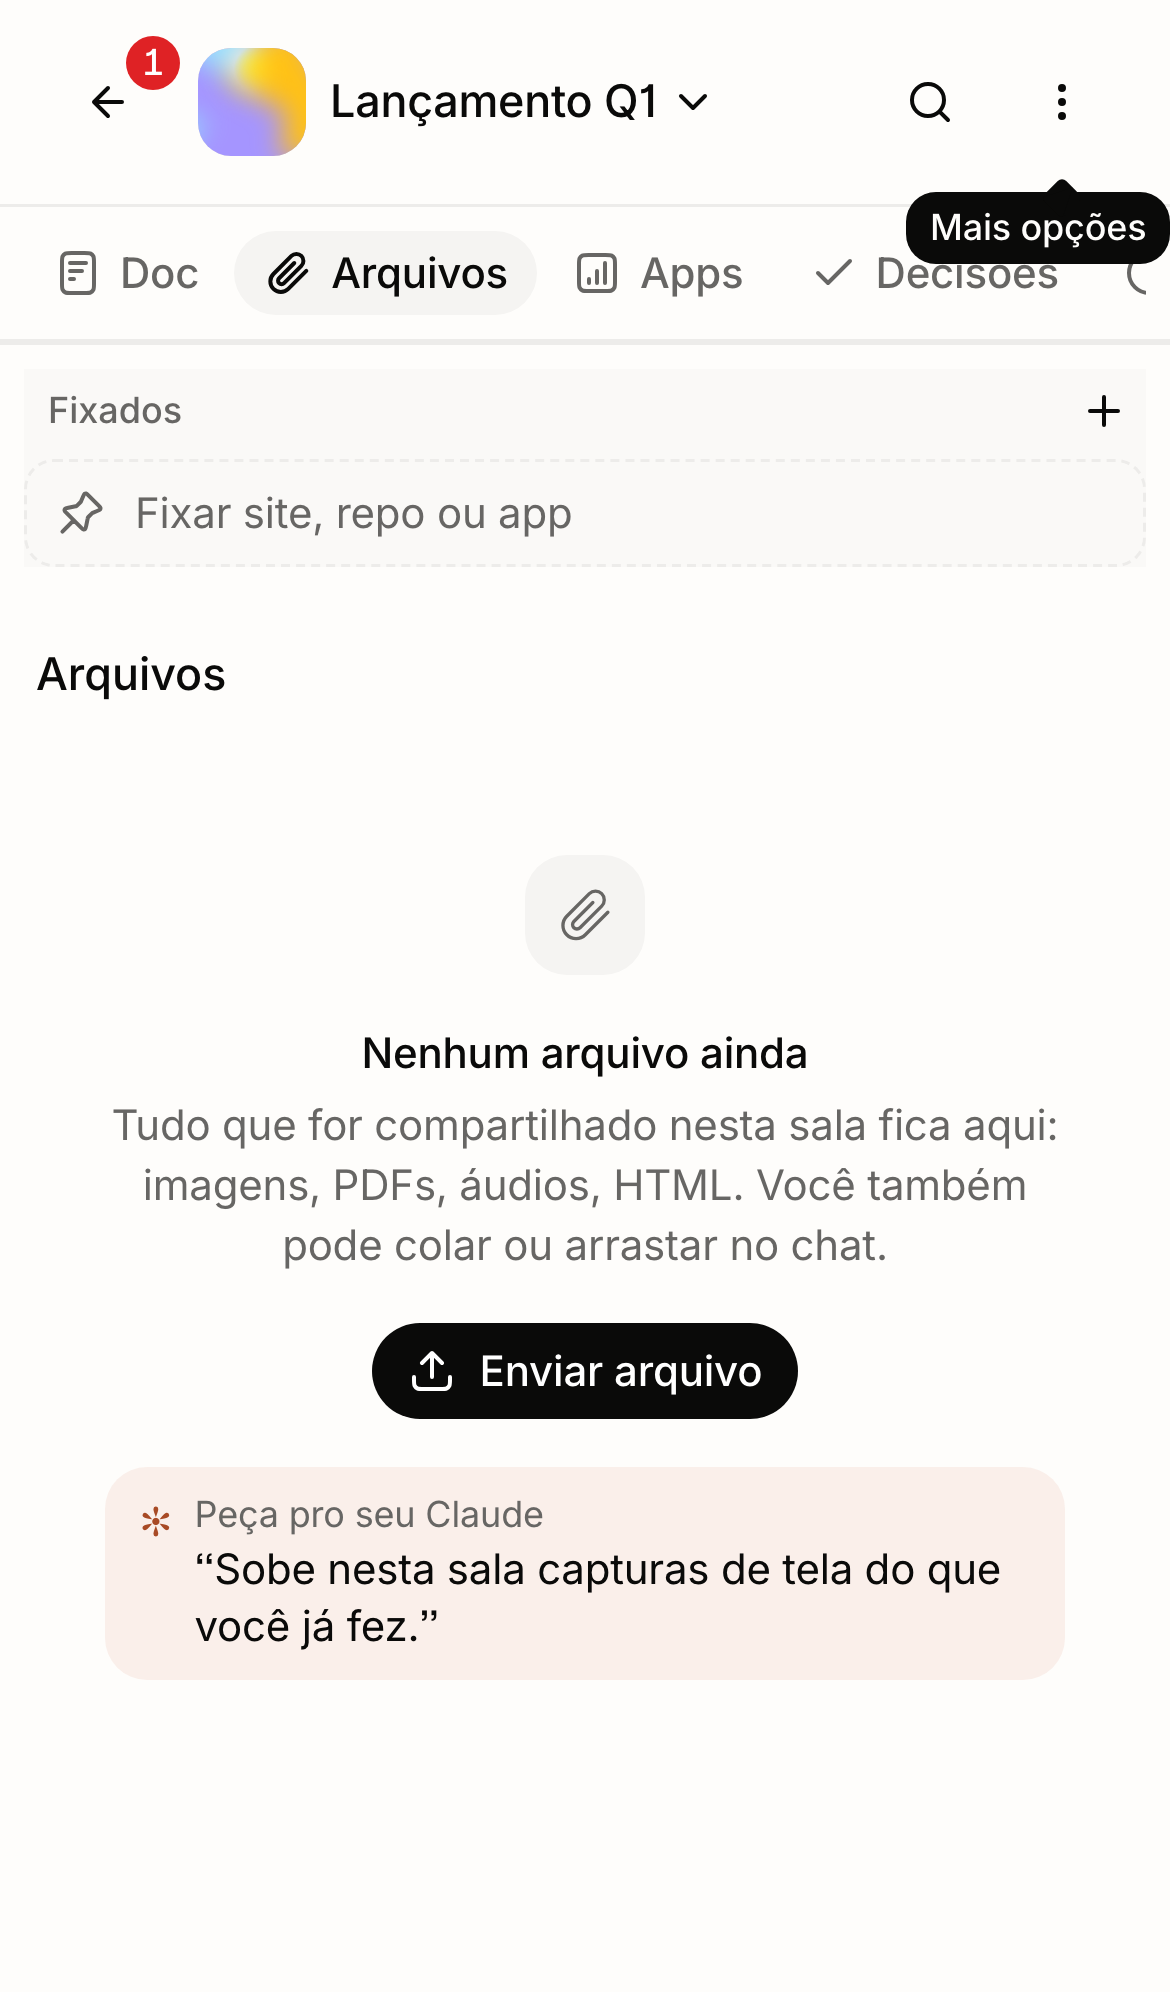 1
Lançamento Q1
Mais opções
Doc
Arquivos
Apps
Decisões
Fixados
Fixar site, repo ou app
Arquivos
Nenhum arquivo ainda
Tudo que for compartilhado nesta sala fica aqui:
imagens, PDFs, áudios, HTML. Você também
pode colar ou arrastar no chat.
Enviar arquivo
Peça pro seu Claude
“Sobe nesta sala capturas de tela do que
você já fez.”